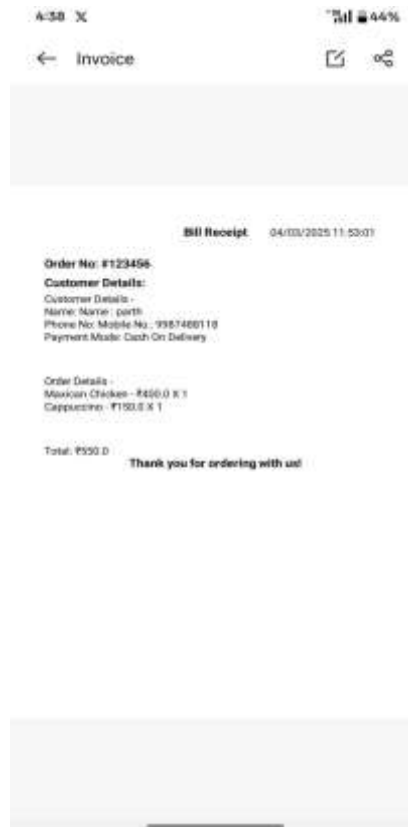 4:38 X 44%
Invoice
Bill Receipt 04/03/2025 11:53:01
Order No: #123456
Customer Details:
Customer Details -
Name: Name : parth
Phone No: Mobile No.: 9987488118
Payment Mode: Cash On Delivery
Order Details -
Maxican Chicken - ₹400.0 X 1
Cappuccino - ₹150.0 X 1
Total: ₹550.0
Thank you for ordering with us!